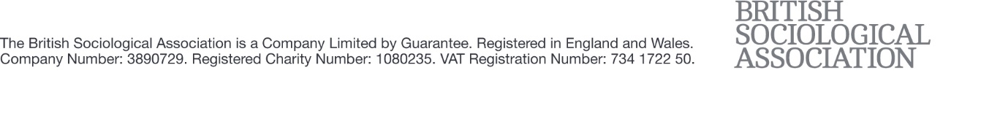 The British Sociological Association is a Company Limited by Guarantee. Registered in England and Wales.
Company Number: 3890729. Registered Charity Number: 1080235. VAT Registration Number: 734 1722 50.
BRITISH
SOCIOLOGICAL
ASSOCIATION